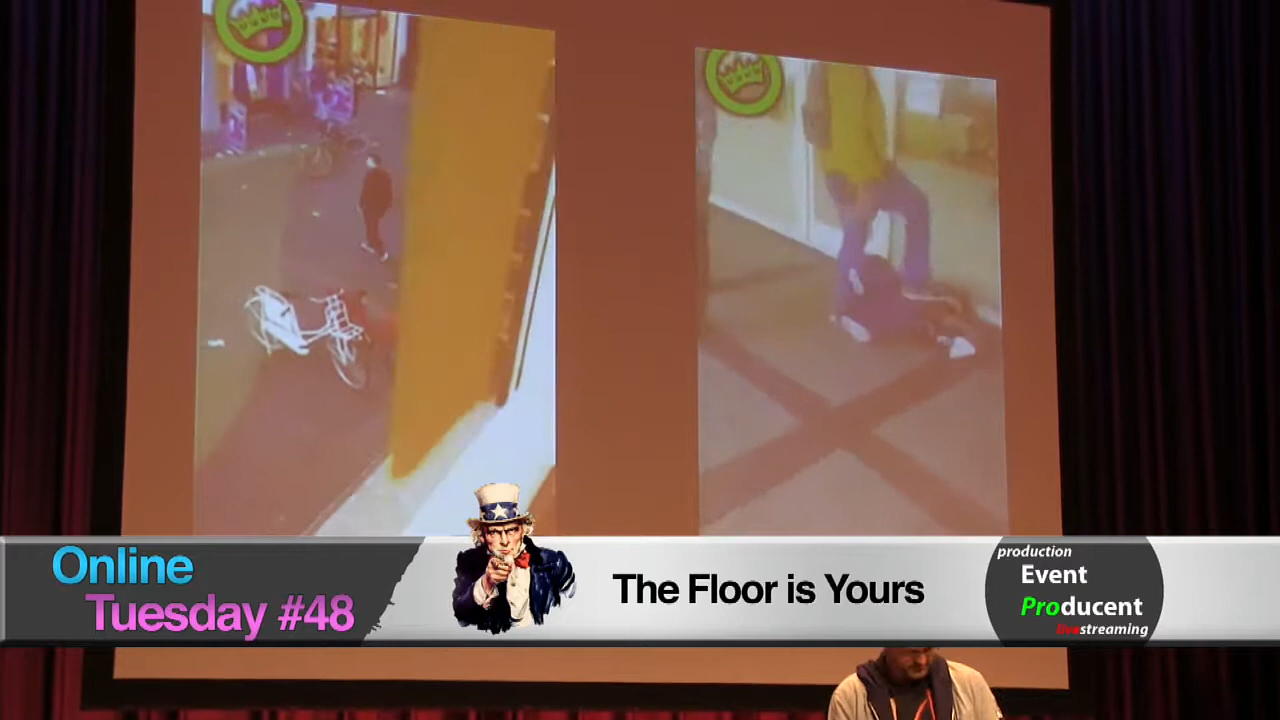 Online
Tuesday #48
The Floor is Yours
production
Event
Producent
livestreaming